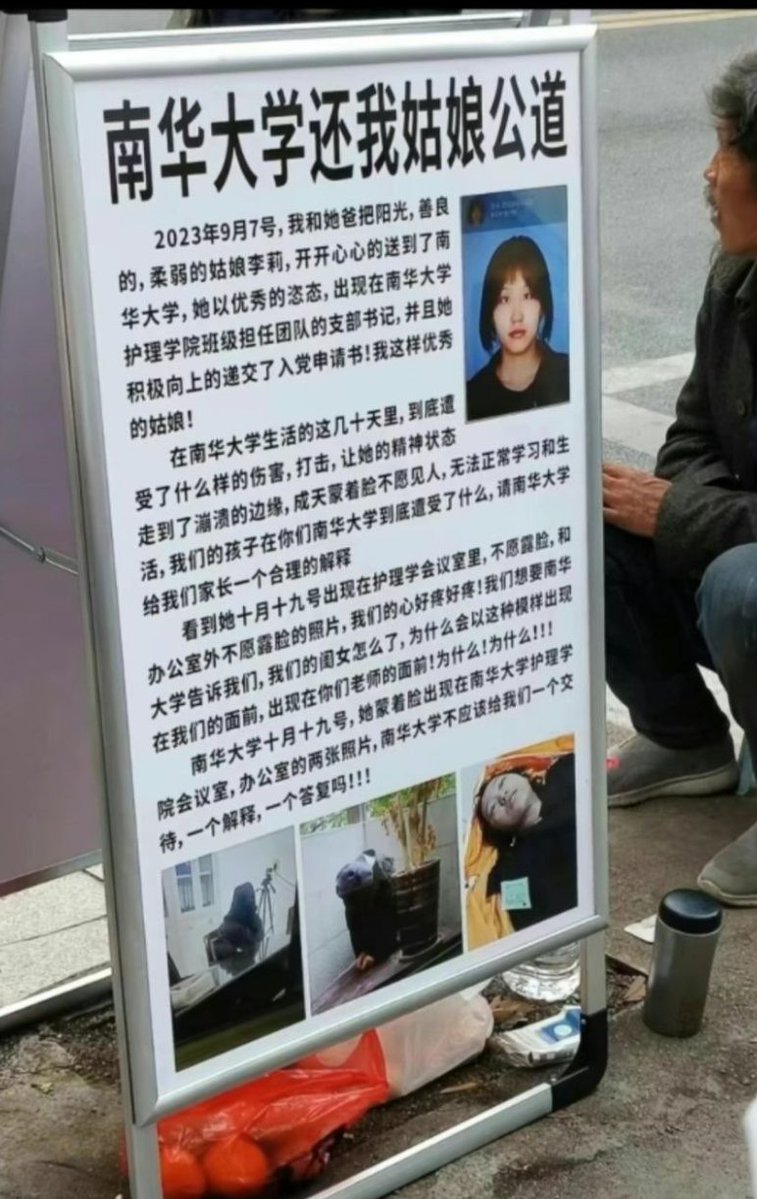 南华大学还我姑娘公道
2023年9月7号,我和她爸把阳光,善良
的,柔弱的姑娘李莉,开开心心的送到了南
华大学,她以优秀的恣态,出现在南华大学
护理学院班级担任团队的支部书记,并且她
积极向上的递交了入党申请书!我这样优秀
的姑娘!
在南华大学生活的这几十天里,到底遭
受了什么样的伤害,打击,让她的精神状态
走到了溺溃的边缘,成天蒙着脸不愿见人,无法正常学习和生
活,我们的孩子在你们南华大学到底遭受了什么,请南华大学
给我们家长一个合理的解释
看到她十月十九号出现在护理学会议室里,不愿露脸,和
办公室外不愿露脸的照片,我们的心好疼好疼!我们想要南华
大学告诉我们,我们的闺女怎么了,为什么会以这种模样出现
在我们的面前,出现在你们老师的面前!为什么!为什么!!!
南华大学十月十九号,她蒙着脸出现在南华大学护理学
院会议室,办公室的两张照片,南华大学不应该给我们一个交
待,一个解释,一个答复吗!!!